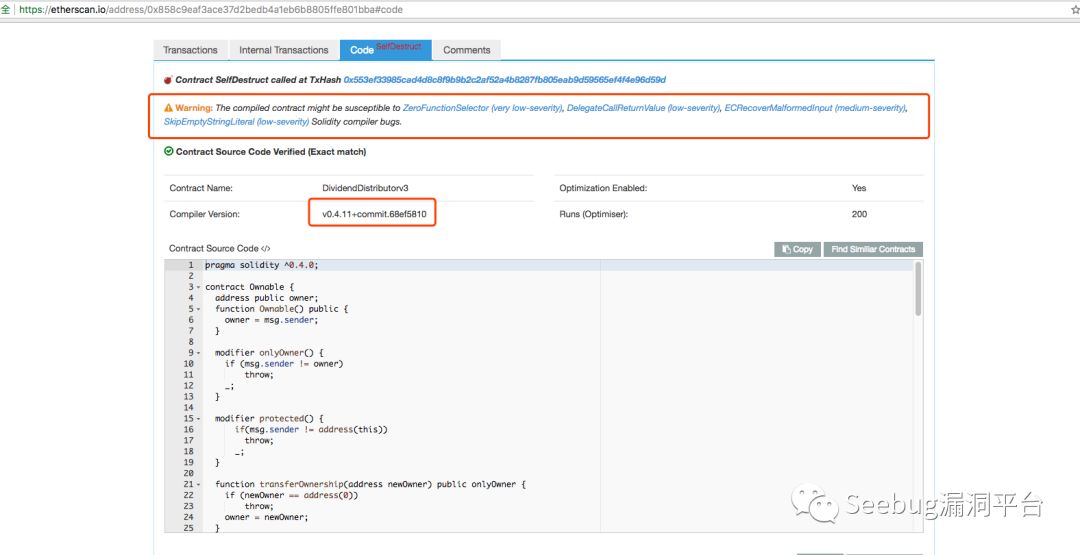 全 https://etherscan.io/address/0x858c9eaf3ace37d2bedb4a1eb6b8805ffe801bba#code
Transactions Internal Transactions Code SelfDestruct Comments
Contract SelfDestruct called at TxHash 0x553ef33985cad4d8c8f9b9b2c2af52a4b8287fb805eab9d59565ef4f4e96d59d
Warning: The compiled contract might be susceptible to ZeroFunctionSelector (very low-severity), DelegateCallReturnValue (low-severity), ECRecoverMalformedInput (medium-severity),
SkipEmptyStringLiteral (low-severity) Solidity compiler bugs.
Contract Source Code Verified (Exact match)
Contract Name: DividendDistributorv3 Optimization Enabled: Yes
Compiler Version: v0.4.11+commit.68ef5810 Runs (Optimiser): 200
Contract Source Code </> Copy Find Similiar Contracts
1 pragma solidity ^0.4.0;
2
3 contract Ownable {
4 address public owner;
5 function Ownable() public {
6 owner = msg.sender;
7 }
8
9 modifier onlyOwner() {
10 if (msg.sender != owner)
11 throw;
12 _;
13 }
14
15 modifier protected() {
16 if(msg.sender != address(this))
17 throw;
18 _;
19 }
20
21 function transferOwnership(address newOwner) public onlyOwner {
22 if (newOwner == address(0))
23 throw;
24 owner = newOwner;
25 }
Seebug漏洞平台